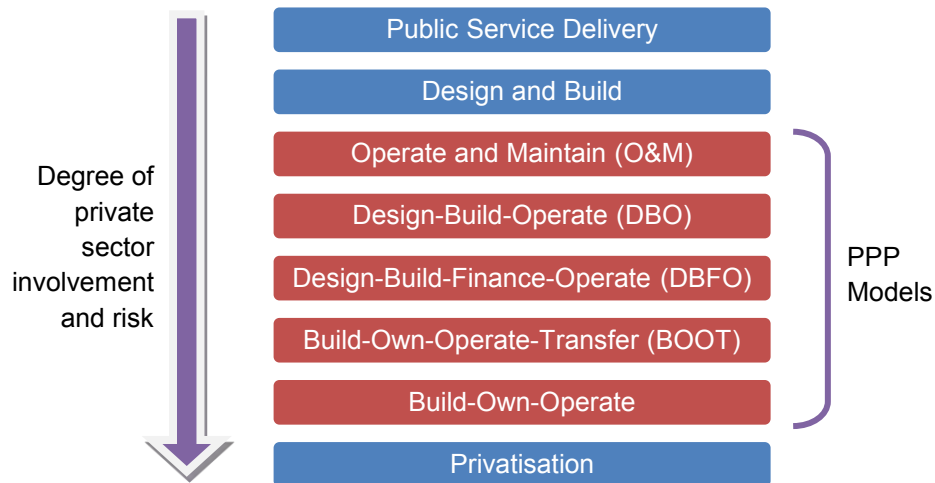 Public Service Delivery
Design and Build
Operate and Maintain (O&M)
Design-Build-Operate (DBO)
Design-Build-Finance-Operate (DBFO)
Build-Own-Operate-Transfer (BOOT)
Build-Own-Operate
Privatisation
Degree of
private
sector
involvement
and risk
PPP
Models